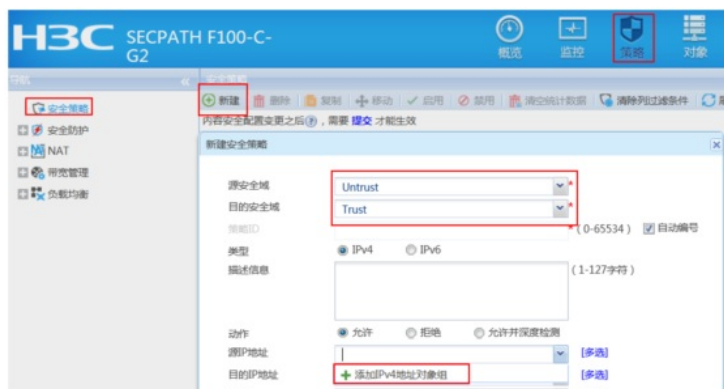 H3C SECPATH F100-C-G2
概览 监控 策略 对象
导航 安全策略
安全策略
安全防护
NAT
带宽管理
负载均衡
新建 删除 复制 移动 启用 禁用 清空统计数据 清除列过滤条件
内容安全配置变更之后，需要 提交 才能生效
新建安全策略
源安全域 Untrust *
目的安全域 Trust *
策略ID * (0-65534) 自动编号
类型 IPv4 IPv6
描述信息 (1-127字符)
动作 允许 拒绝 允许并深度检测
源IP地址 [多选]
目的IP地址 添加IPv4地址对象组 [多选]